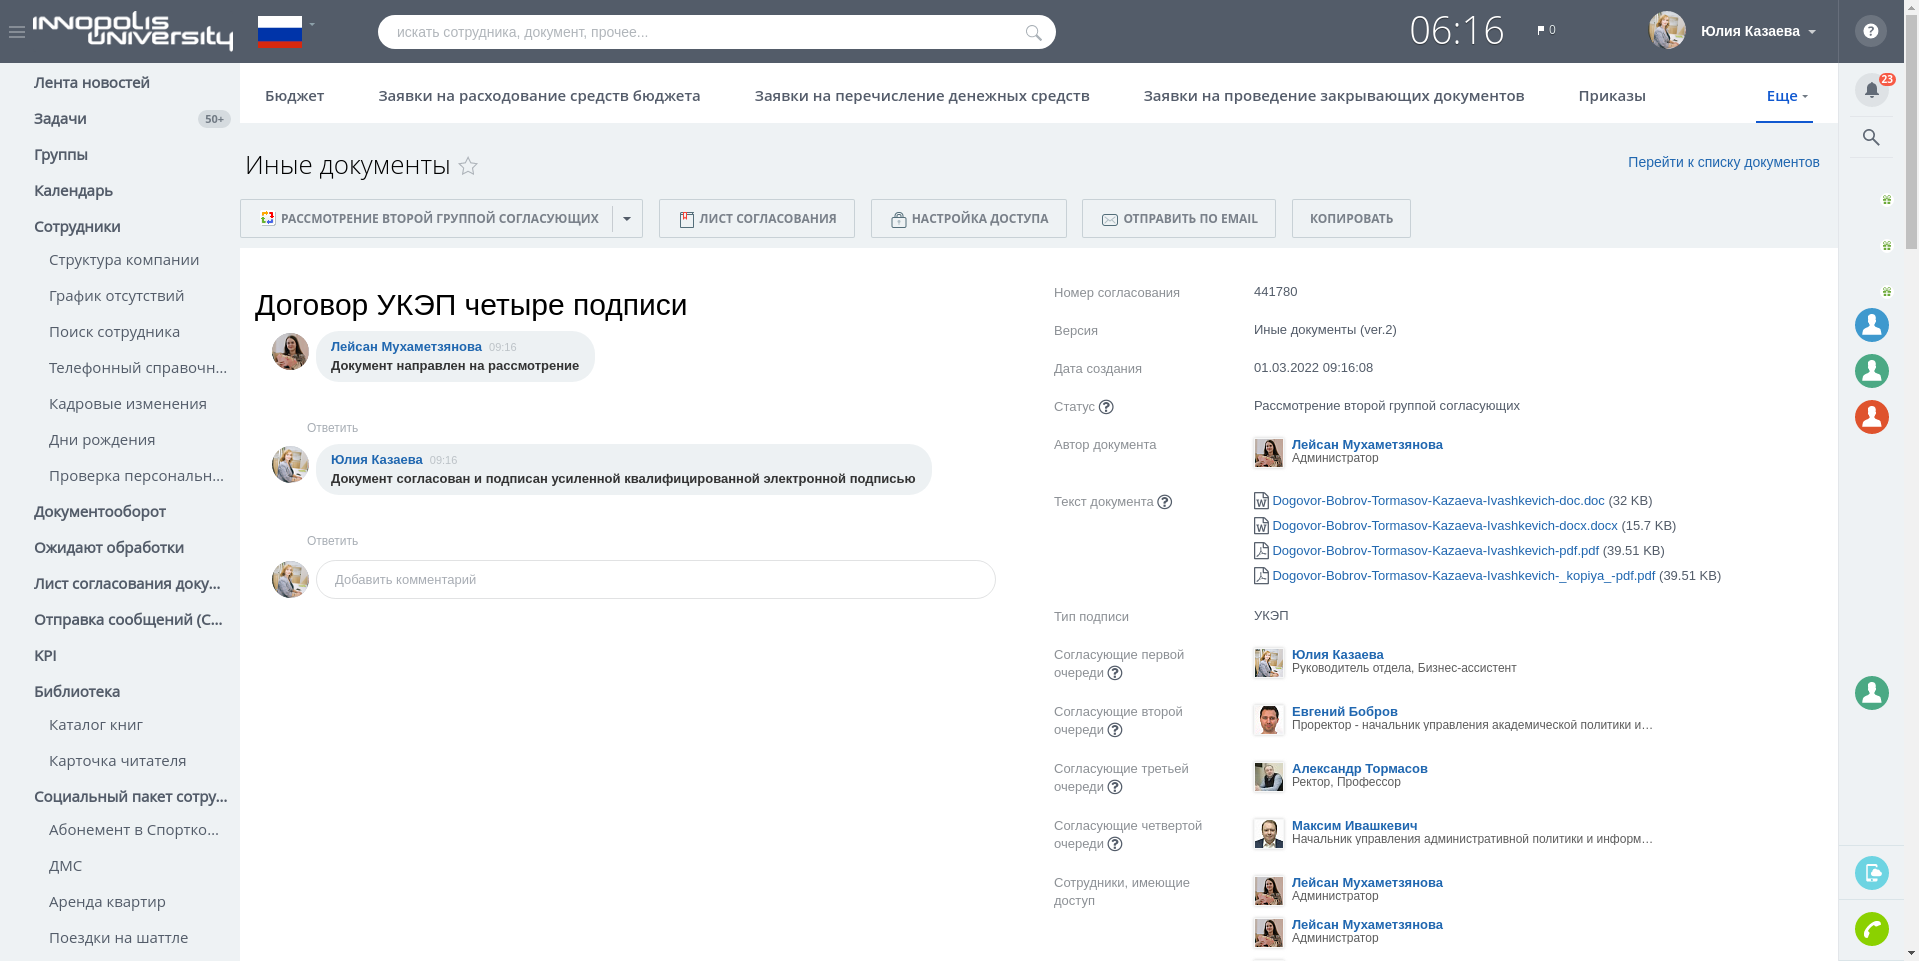 INNOPOLIS
UNIVERSITY
искать сотрудника, документ, прочее...
06:16
0
Юлия Казаева
?
Лента новостей
Задачи
50+
Группы
Календарь
Сотрудники
Структура компании
График отсутствий
Поиск сотрудника
Телефонный справочн...
Кадровые изменения
Дни рождения
Проверка персональн...
Документооборот
Ожидают обработки
Лист согласования доку...
Отправка сообщений (С...
KPI
Библиотека
Каталог книг
Карточка читателя
Социальный пакет сотру...
Абонемент в Спортко...
ДМС
Аренда квартир
Поездки на шаттле
Бюджет
Заявки на расходование средств бюджета
Заявки на перечисление денежных средств
Заявки на проведение закрывающих документов
Приказы
Еще
23
Иные документы
Перейти к списку документов
РАССМОТРЕНИЕ ВТОРОЙ ГРУППОЙ СОГЛАСУЮЩИХ
ЛИСТ СОГЛАСОВАНИЯ
НАСТРОЙКА ДОСТУПА
ОТПРАВИТЬ ПО EMAIL
КОПИРОВАТЬ
Договор УКЭП четыре подписи
Лейсан Мухаметзянова 09:16
Документ направлен на рассмотрение
Ответить
Юлия Казаева 09:16
Документ согласован и подписан усиленной квалифицированной электронной подписью
Ответить
Добавить комментарий
Номер согласования
441780
Версия
Иные документы (ver.2)
Дата создания
01.03.2022 09:16:08
Статус ?
Рассмотрение второй группой согласующих
Автор документа
Лейсан Мухаметзянова
Администратор
Текст документа ?
Dogovor-Bobrov-Tormasov-Kazaeva-Ivashkevich-doc.doc (32 KB)
Dogovor-Bobrov-Tormasov-Kazaeva-Ivashkevich-docx.docx (15.7 KB)
Dogovor-Bobrov-Tormasov-Kazaeva-Ivashkevich-pdf.pdf (39.51 KB)
Dogovor-Bobrov-Tormasov-Kazaeva-Ivashkevich-_kopiya_-pdf.pdf (39.51 KB)
Тип подписи
УКЭП
Согласующие первой
очереди ?
Юлия Казаева
Руководитель отдела, Бизнес-ассистент
Согласующие второй
очереди ?
Евгений Бобров
Проректор - начальник управления академической политики и…
Согласующие третьей
очереди ?
Александр Тормасов
Ректор, Профессор
Согласующие четвертой
очереди ?
Максим Ивашкевич
Начальник управления административной политики и информ…
Сотрудники, имеющие
доступ
Лейсан Мухаметзянова
Администратор
Лейсан Мухаметзянова
Администратор